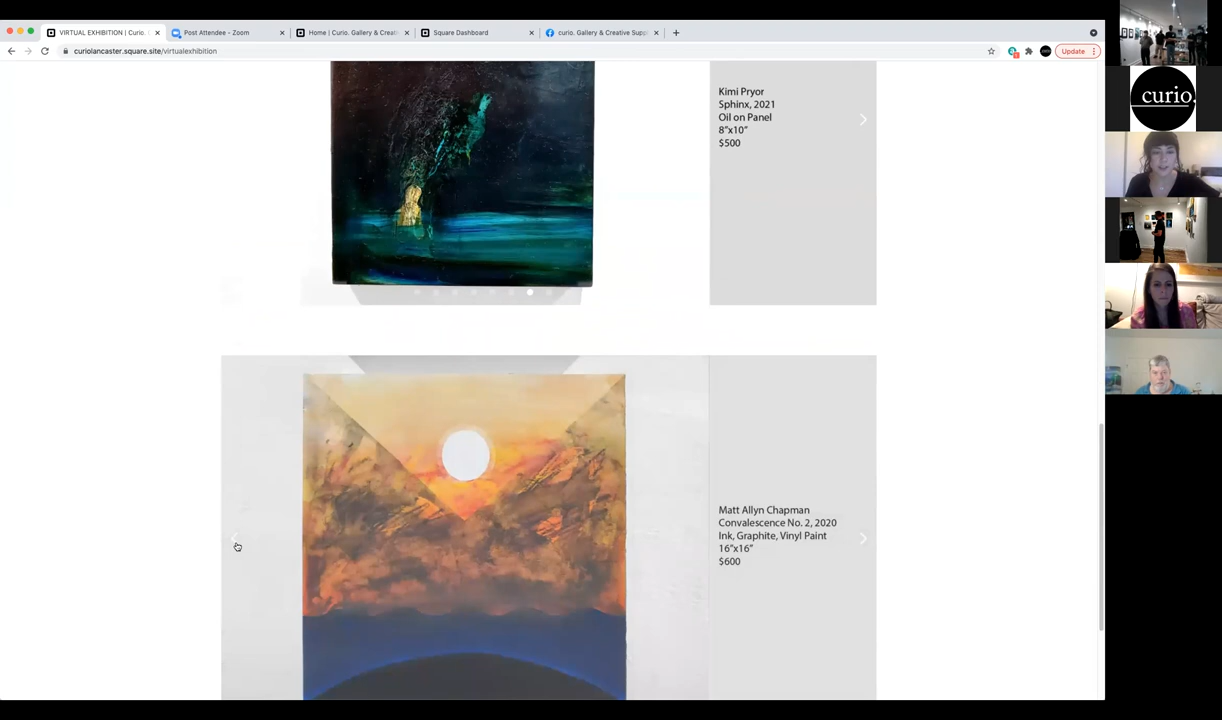 VIRTUAL EXHIBITION | Curio.
Post Attendee - Zoom
Home | Curio. Gallery & Creati
Square Dashboard
curio. Gallery & Creative Supp
curiolancaster.square.site/virtualexhibition
Update
curio.
Kimi Pryor
Sphinx, 2021
Oil on Panel
8"x10"
$500
Matt Allyn Chapman
Convalescence No. 2, 2020
Ink, Graphite, Vinyl Paint
16"x16"
$600